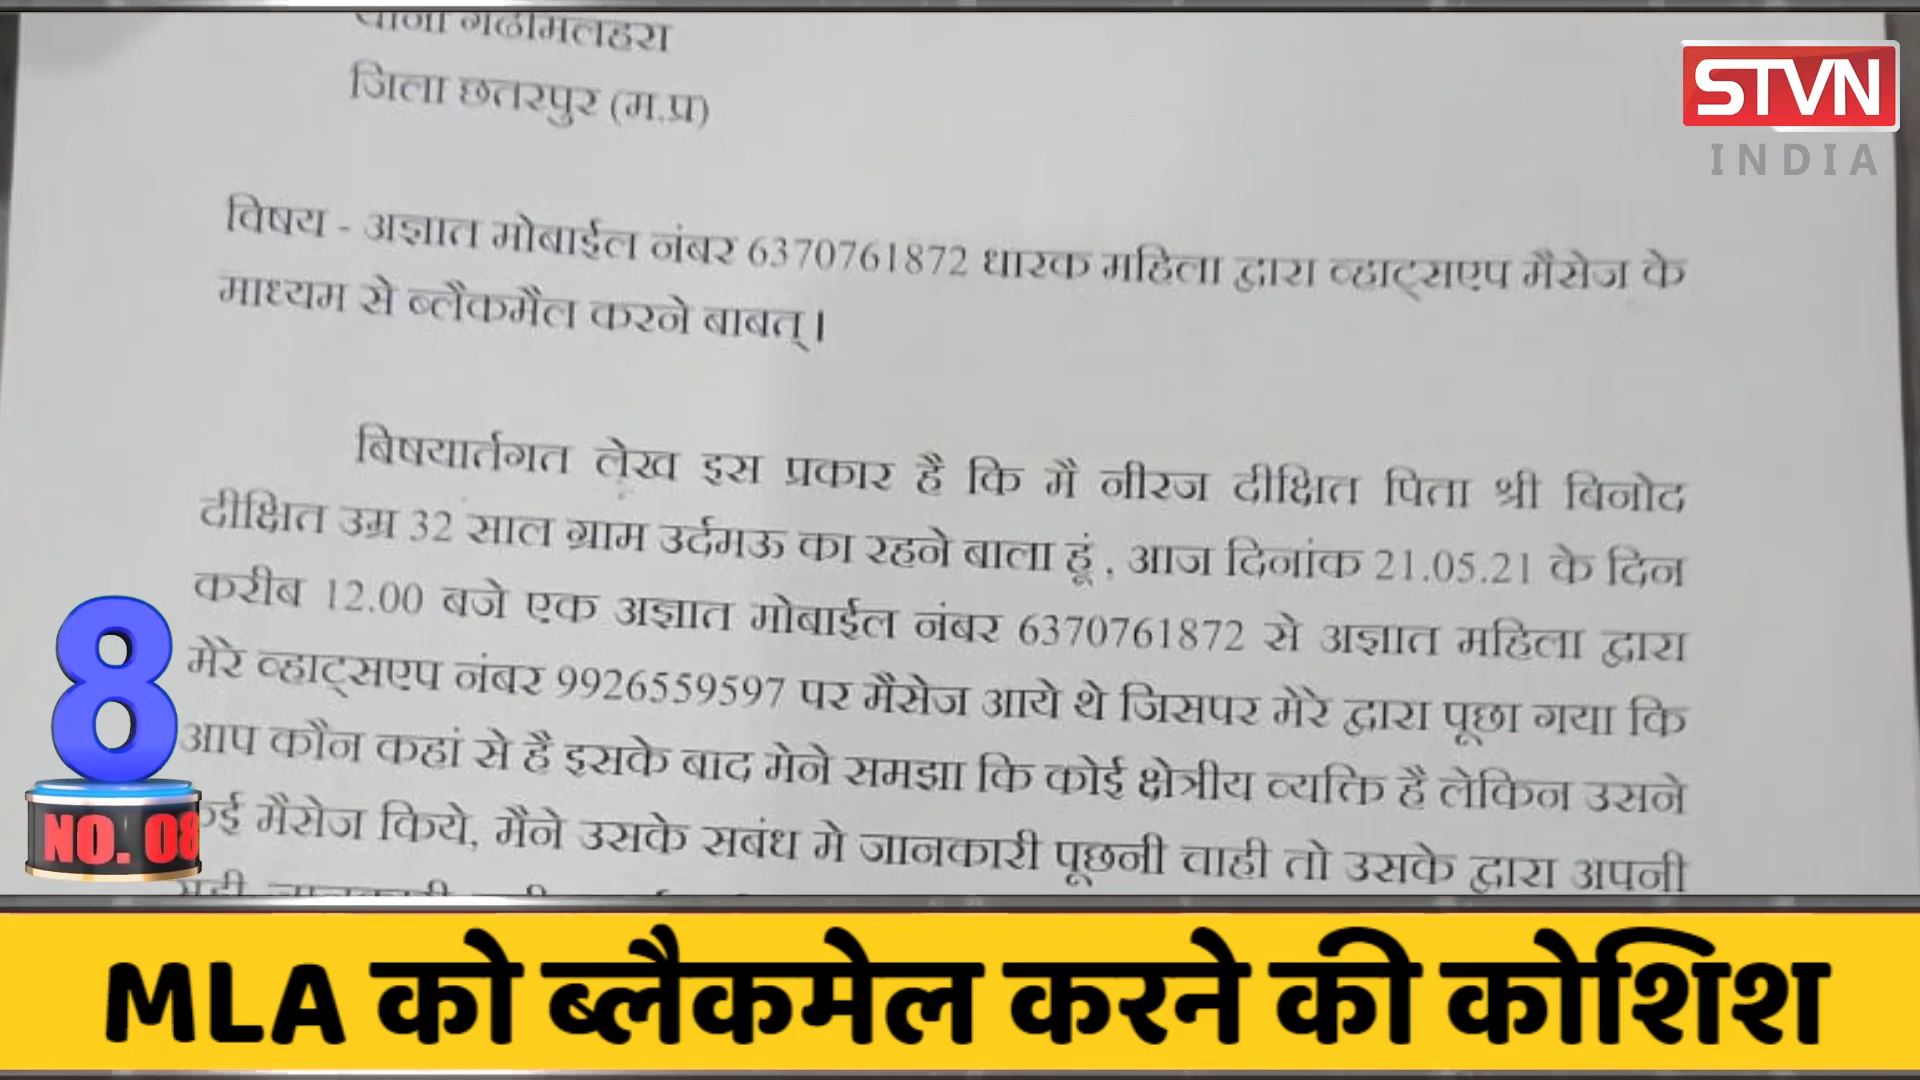 थाना गढीमलहरा
जिला छतरपुर (म.प्र)
STVN
INDIA
विषय - अज्ञात मोबाईल नंबर 6370761872 धारक महिला द्वारा व्हाट्सएप मैसेज के
माध्यम से ब्लैकमैल करने बाबत्।
बिषयार्तगत लेख इस प्रकार है कि मै नीरज दीक्षित पिता श्री बिनोद
दीक्षित उम्र 32 साल ग्राम उर्दमऊ का रहने बाला हूं , आज दिनांक 21.05.21 के दिन
करीब 12.00 बजे एक अज्ञात मोबाईल नंबर 6370761872 से अज्ञात महिला द्वारा
मेरे व्हाट्सएप नंबर 9926559597 पर मैसेज आये थे जिसपर मेरे द्वारा पूछा गया कि
आप कौन कहां से है इसके बाद मेने समझा कि कोई क्षेत्रीय व्यक्ति है लेकिन उसने
कई मैसेज किये, मैने उसके सबंध मे जानकारी पूछनी चाही तो उसके द्वारा अपनी
8
NO. 08
MLA को ब्लैकमेल करने की कोशिश